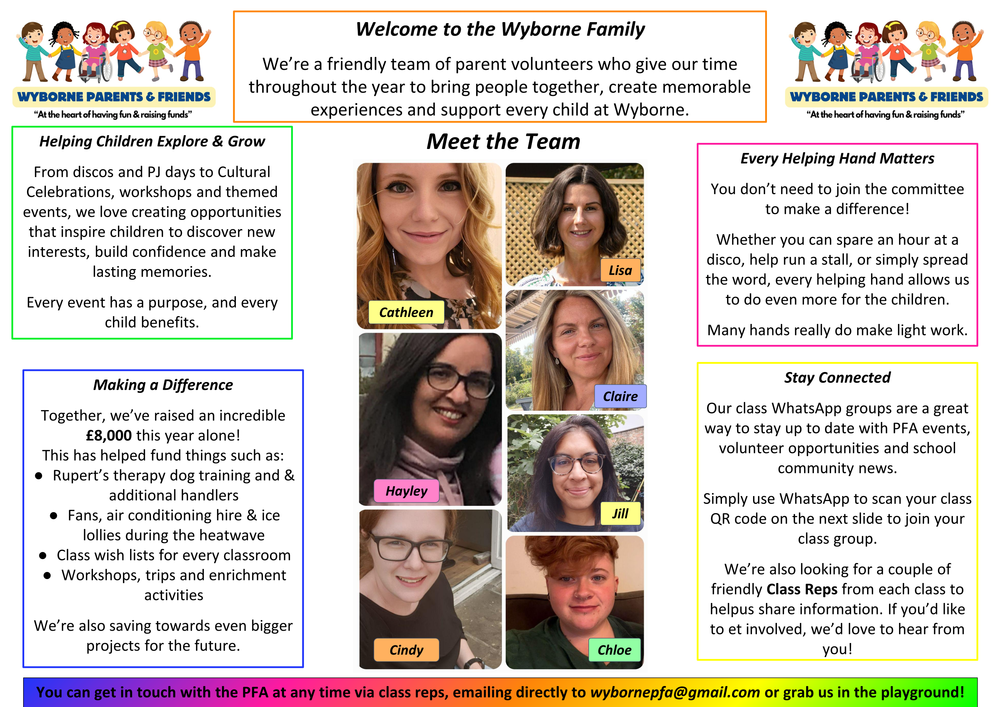 WYBORNE PARENTS & FRIENDS
“At the heart of having fun & raising funds”
Welcome to the Wyborne Family
We’re a friendly team of parent volunteers who give our time
throughout the year to bring people together, create memorable
experiences and support every child at Wyborne.
WYBORNE PARENTS & FRIENDS
“At the heart of having fun & raising funds”
Helping Children Explore & Grow
From discos and PJ days to Cultural
Celebrations, workshops and themed
events, we love creating opportunities
that inspire children to discover new
interests, build confidence and make
lasting memories.
Every event has a purpose, and every
child benefits.
Making a Difference
Together, we’ve raised an incredible
£8,000 this year alone!
This has helped fund things such as:
● Rupert’s therapy dog training and &
additional handlers
● Fans, air conditioning hire & ice
lollies during the heatwave
● Class wish lists for every classroom
● Workshops, trips and enrichment
activities
We’re also saving towards even bigger
projects for the future.
Meet the Team
Cathleen
Lisa
Claire
Hayley
Jill
Cindy
Chloe
Every Helping Hand Matters
You don’t need to join the committee
to make a difference!
Whether you can spare an hour at a
disco, help run a stall, or simply spread
the word, every helping hand allows us
to do even more for the children.
Many hands really do make light work.
Stay Connected
Our class WhatsApp groups are a great
way to stay up to date with PFA events,
volunteer opportunities and school
community news.
Simply use WhatsApp to scan your class
QR code on the next slide to join your
class group.
We’re also looking for a couple of
friendly Class Reps from each class to
helpus share information. If you’d like
to et involved, we’d love to hear from
you!
You can get in touch with the PFA at any time via class reps, emailing directly to wybornepfa@gmail.com or grab us in the playground!